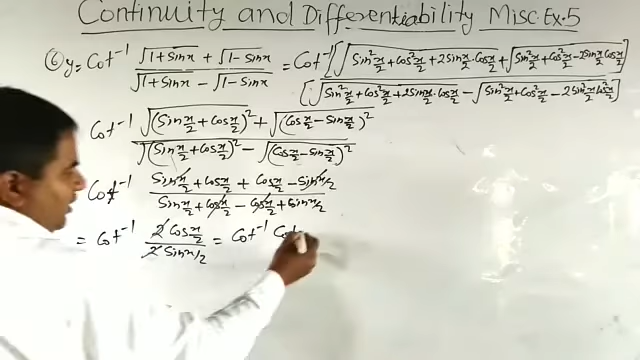 Continuity and Differentiability Misc.Ex.5
⑥ y = Cot⁻¹ (√(1+Sinx) + √(1-Sinx)) / (√(1+Sinx) - √(1-Sinx)) = Cot⁻¹ [(√(Sin²x/2 + Cos²x/2 + 2Sinx/2.Cosx/2) + √(Sin²x/2 + Cos²x/2 - 2Sinx/2 Cosx/2)) / (√(Sin²x/2 + Cos²x/2 + 2Sinx/2.Cosx/2) - √(Sin²x/2 + Cos²x/2 - 2Sinx/2 Cosx/2))]
Cot⁻¹ (√(Sinx/2 + Cosx/2)² + √(Cosx/2 - Sinx/2)²) / (√(Sinx/2 + Cosx/2)² - √(Cosx/2 - Sinx/2)²)
Cot⁻¹ (Sinx/2 + Cosx/2 + Cosx/2 - Sinx/2) / (Sinx/2 + Cosx/2 - Cosx/2 + Sinx/2)
= Cot⁻¹ (2 Cosx/2) / (2 Sinx/2) = Cot⁻¹ Cot